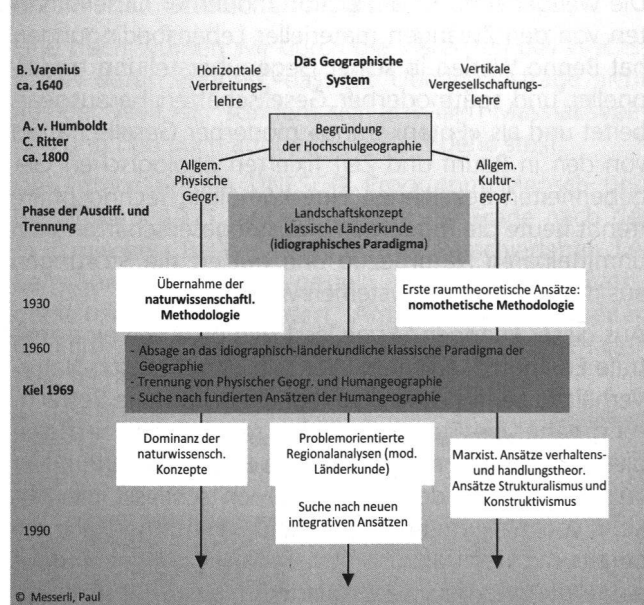 Das Geographische
System
B. Varenius
ca. 1640
Horizontale
Verbreitungs-
lehre
Vertikale
Vergesellschaftungs-
lehre
A. v. Humboldt
C. Ritter
ca. 1800
Begründung
der Hochschulgeographie
Allgem.
Physische
Geogr.
Allgem.
Kultur-
geogr.
Phase der Ausdiff. und
Trennung
Landschaftskonzept
klassische Länderkunde
(idiographisches Paradigma)
1930
Übernahme der
naturwissenschaftl.
Methodologie
Erste raumtheoretische Ansätze:
nomothetische Methodologie
1960
Kiel 1969
- Absage an das idiographisch-länderkundliche klassische Paradigma der
Geographie
- Trennung von Physischer Geogr. und Humangeographie
- Suche nach fundierten Ansätzen der Humangeographie
Dominanz der
naturwissensch.
Konzepte
Problemorientierte
Regionalanalysen (mod.
Länderkunde)
Suche nach neuen
integrativen Ansätzen
Marxist. Ansätze verhaltens-
und handlungstheor.
Ansätze Strukturalismus und
Konstruktivismus
1990
© Messerli, Paul